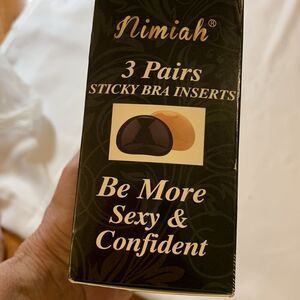 Nimiah®
3 Pairs
STICKY BRA INSERTS
Be More
Sexy &
Confident